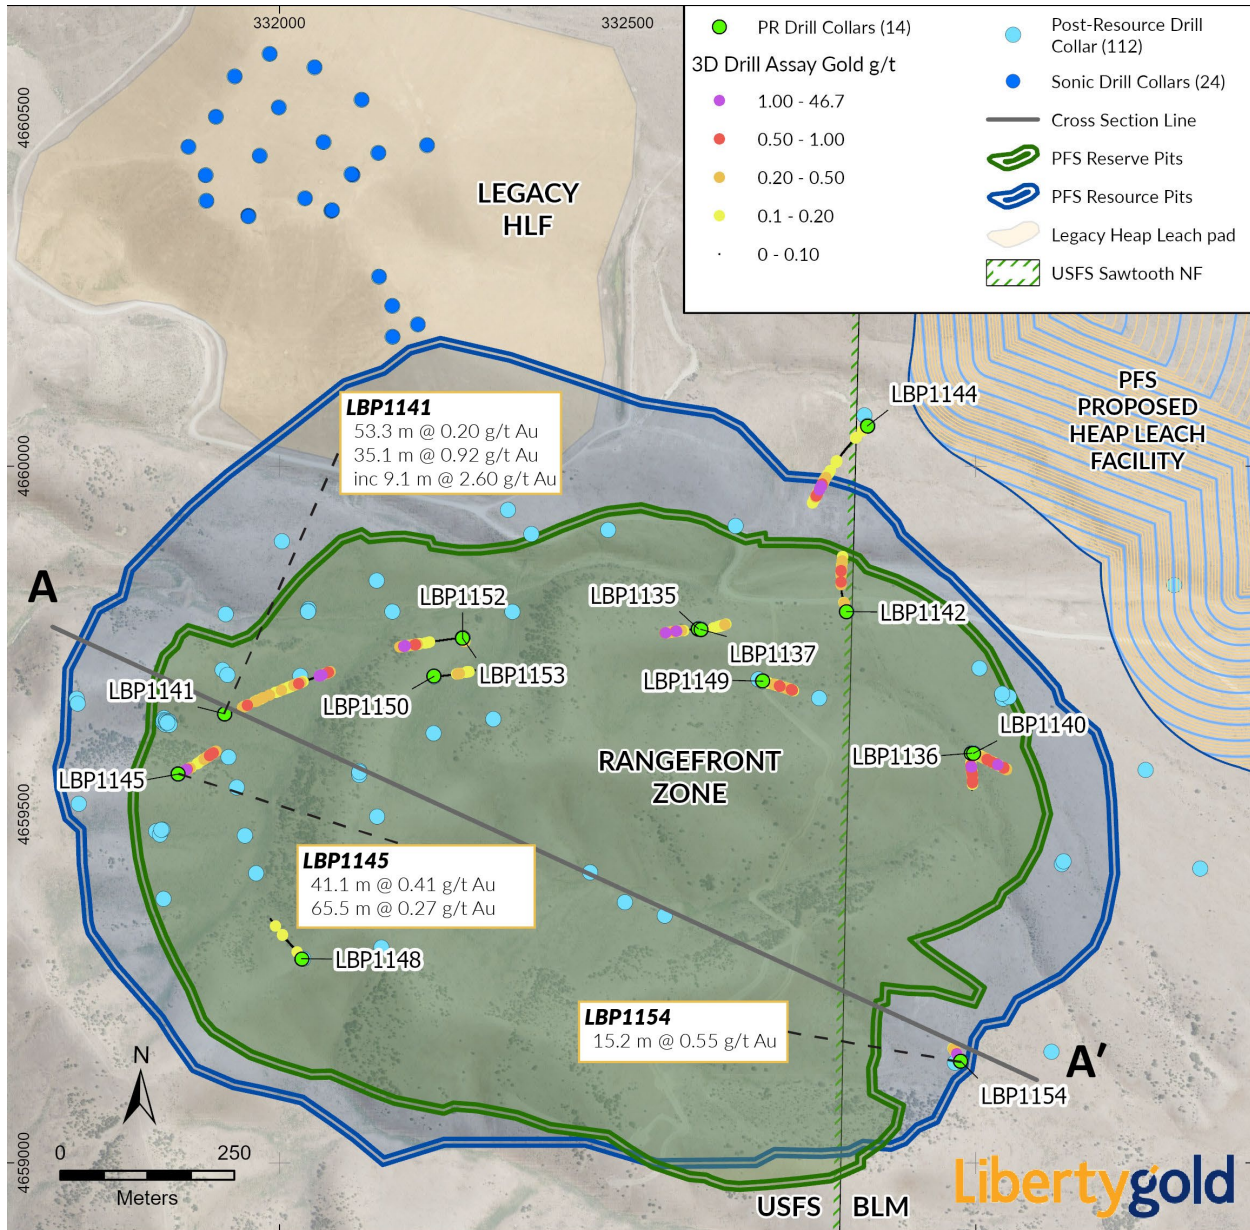 332000
332500
4660500
4660000
4659500
4659000
PR Drill Collars (14)
3D Drill Assay Gold g/t
1.00 - 46.7
0.50 - 1.00
0.20 - 0.50
0.1 - 0.20
0 - 0.10
Post-Resource Drill
Collar (112)
Sonic Drill Collars (24)
Cross Section Line
PFS Reserve Pits
PFS Resource Pits
Legacy Heap Leach pad
USFS Sawtooth NF
LEGACY
HLF
PFS
PROPOSED
HEAP LEACH
FACILITY
LBP1144
LBP1141
53.3 m @ 0.20 g/t Au
35.1 m @ 0.92 g/t Au
inc 9.1 m @ 2.60 g/t Au
A
LBP1152
LBP1135
LBP1142
LBP1137
LBP1153
LBP1149
LBP1141
LBP1150
LBP1140
LBP1136
LBP1145
RANGEFRONT
ZONE
LBP1145
41.1 m @ 0.41 g/t Au
65.5 m @ 0.27 g/t Au
LBP1148
LBP1154
15.2 m @ 0.55 g/t Au
A'
LBP1154
N
0
250
Meters
USFS
BLM
Libertygold